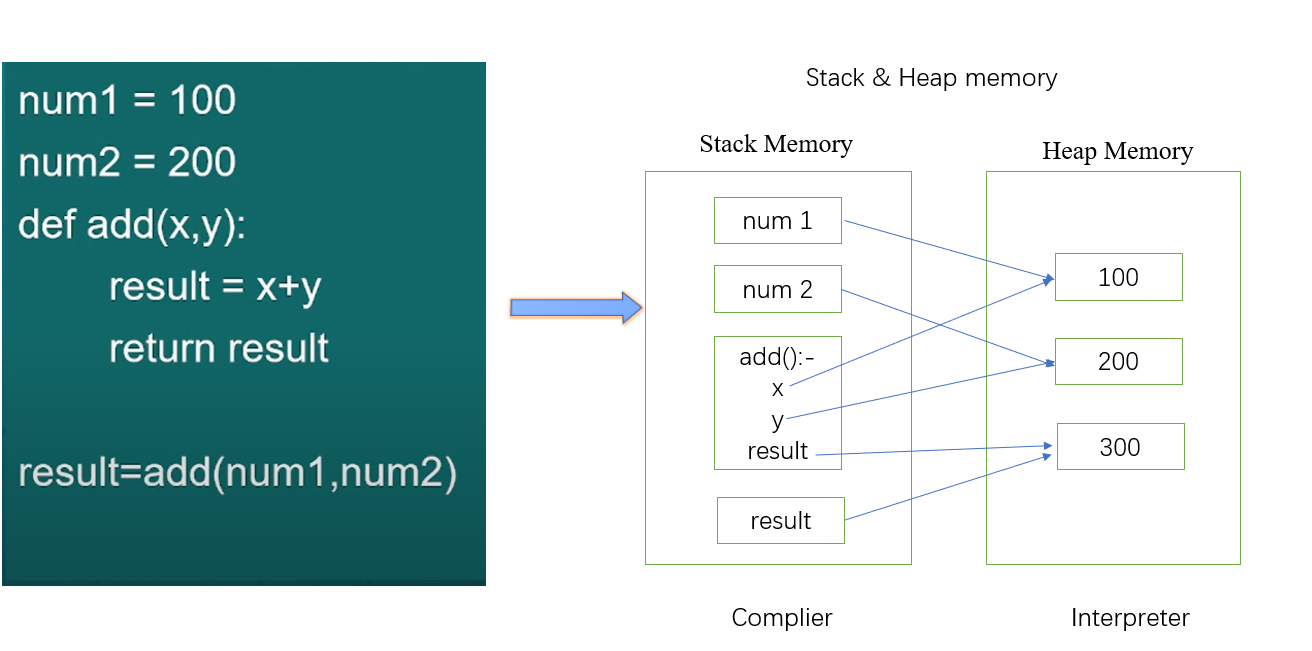 num1 = 100
num2 = 200
def add(x,y):
result = x+y
return result
result=add(num1,num2)
Stack & Heap memory
Stack Memory
num 1
num 2
add():-
x
y
result
result
Complier
Heap Memory
100
200
300
Interpreter